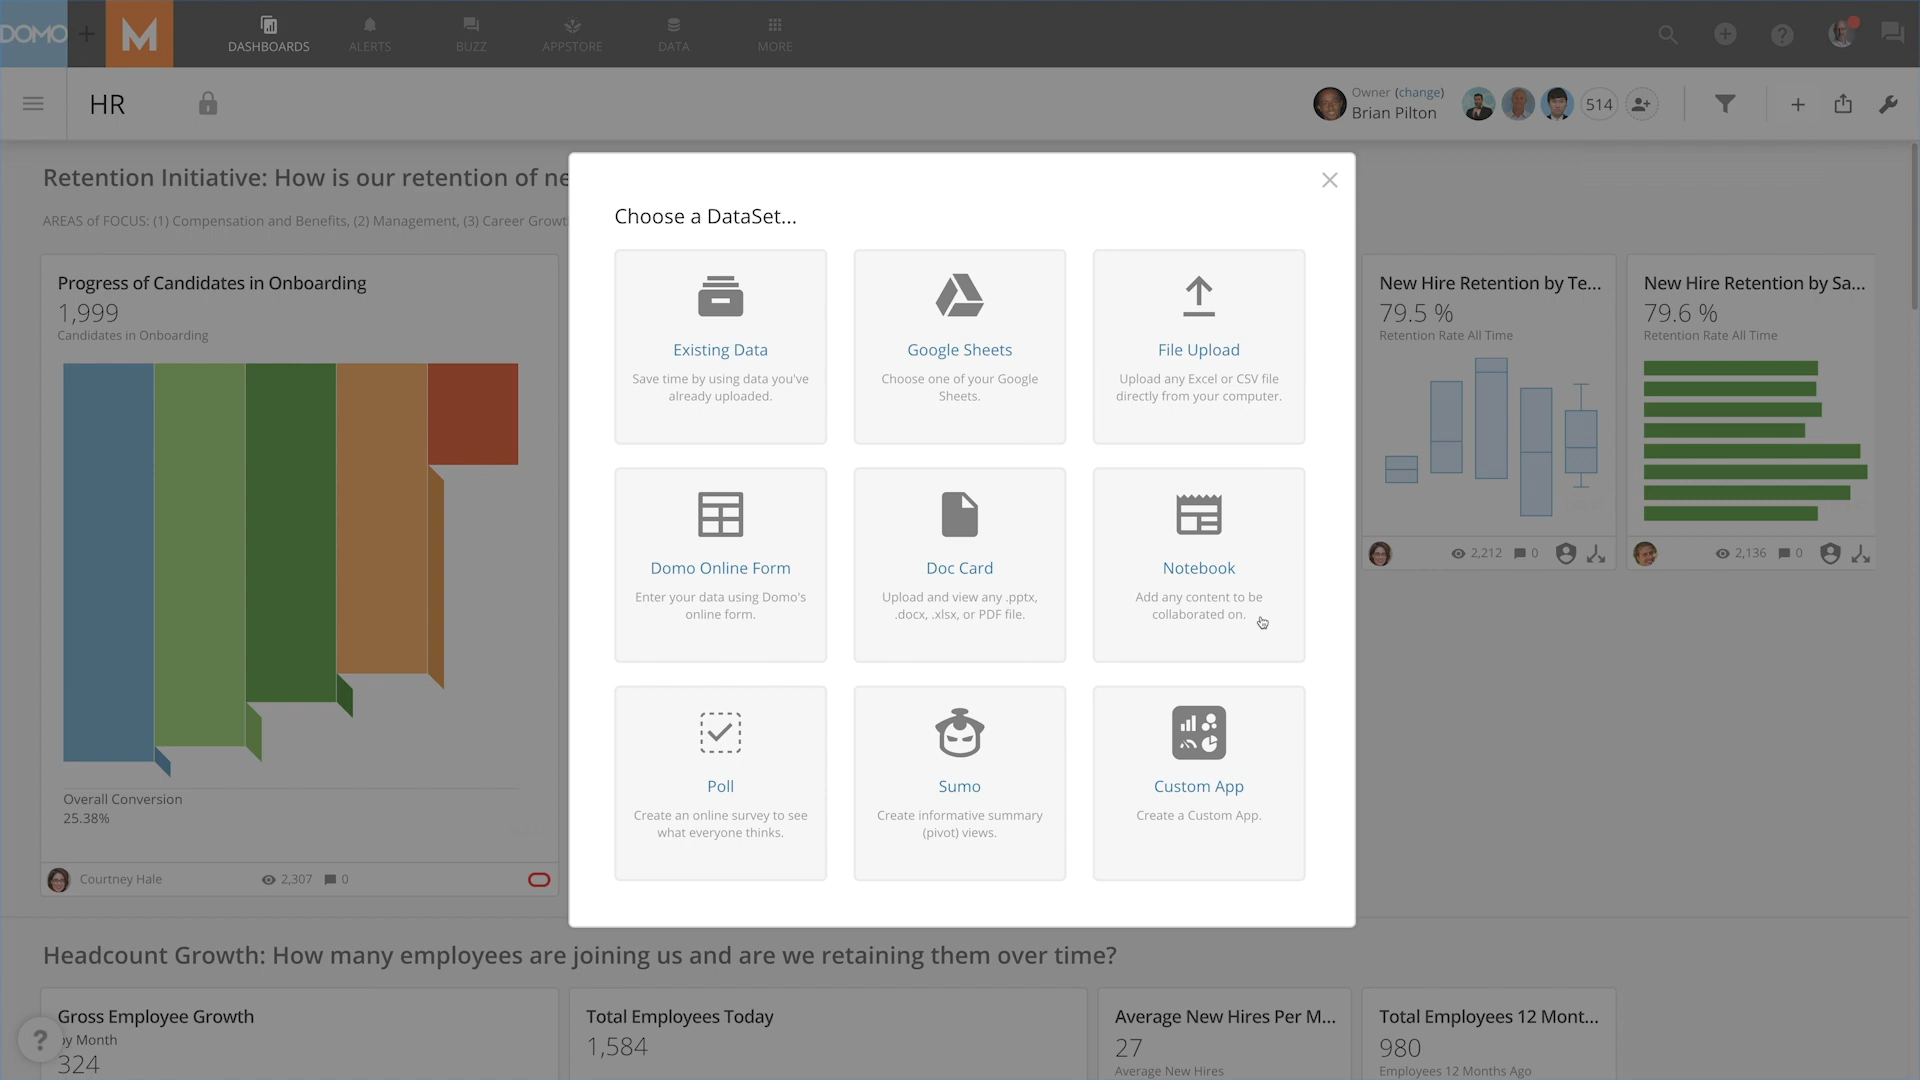 DOMO
M
DASHBOARDS
ALERTS
BUZZ
APPSTORE
DATA
MORE
HR
Owner (change)
Brian Pilton
514
Retention Initiative: How is our retention of ne
AREAS of FOCUS: (1) Compensation and Benefits, (2) Management, (3) Career Growt
Progress of Candidates in Onboarding
1,999
Candidates in Onboarding
Overall Conversion
25.38%
Courtney Hale
2,307
0
Choose a DataSet...
Existing Data
Save time by using data you've
already uploaded.
Google Sheets
Choose one of your Google
Sheets.
File Upload
Upload any Excel or CSV file
directly from your computer.
Domo Online Form
Enter your data using Domo's
online form.
Doc Card
Upload and view any .pptx,
.docx, .xlsx, or PDF file.
Notebook
Add any content to be
collaborated on.
Poll
Create an online survey to see
what everyone thinks.
Sumo
Create informative summary
(pivot) views.
Custom App
Create a Custom App.
New Hire Retention by Te...
79.5 %
Retention Rate All Time
2,212
0
New Hire Retention by Sa...
79.6 %
Retention Rate All Time
2,136
0
Headcount Growth: How many employees are joining us and are we retaining them over time?
Gross Employee Growth
by Month
324
?
Total Employees Today
1,584
Average New Hires Per M...
27
Average New Hires
Total Employees 12 Mont...
980
Employees 12 Months Ago